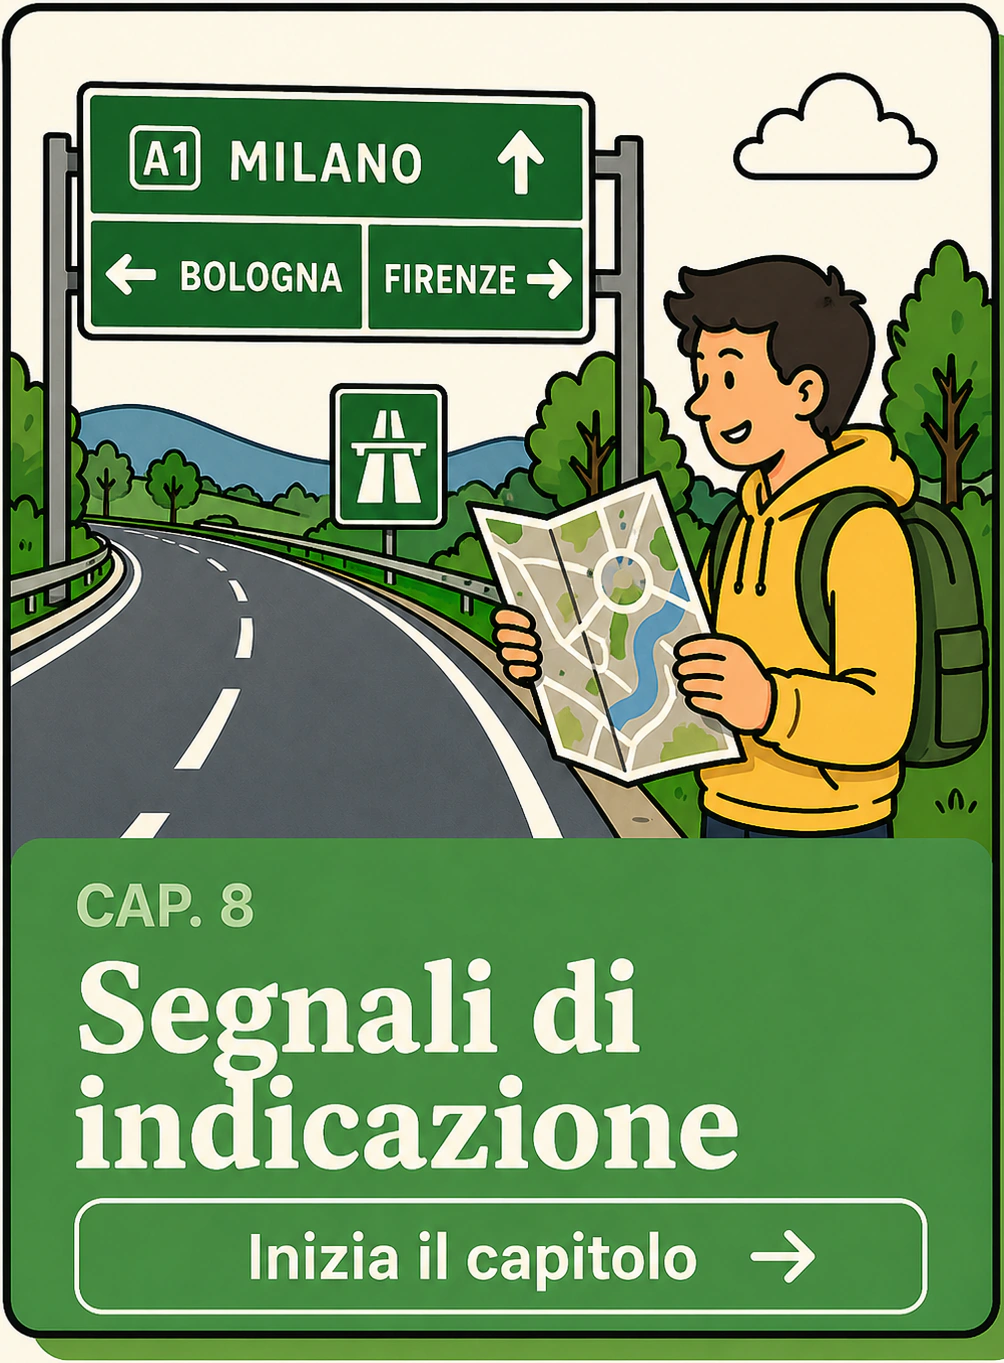 A1 MILANO ↑
← BOLOGNA
FIRENZE →
CAP. 8
Segnali di
indicazione
Inizia il capitolo →